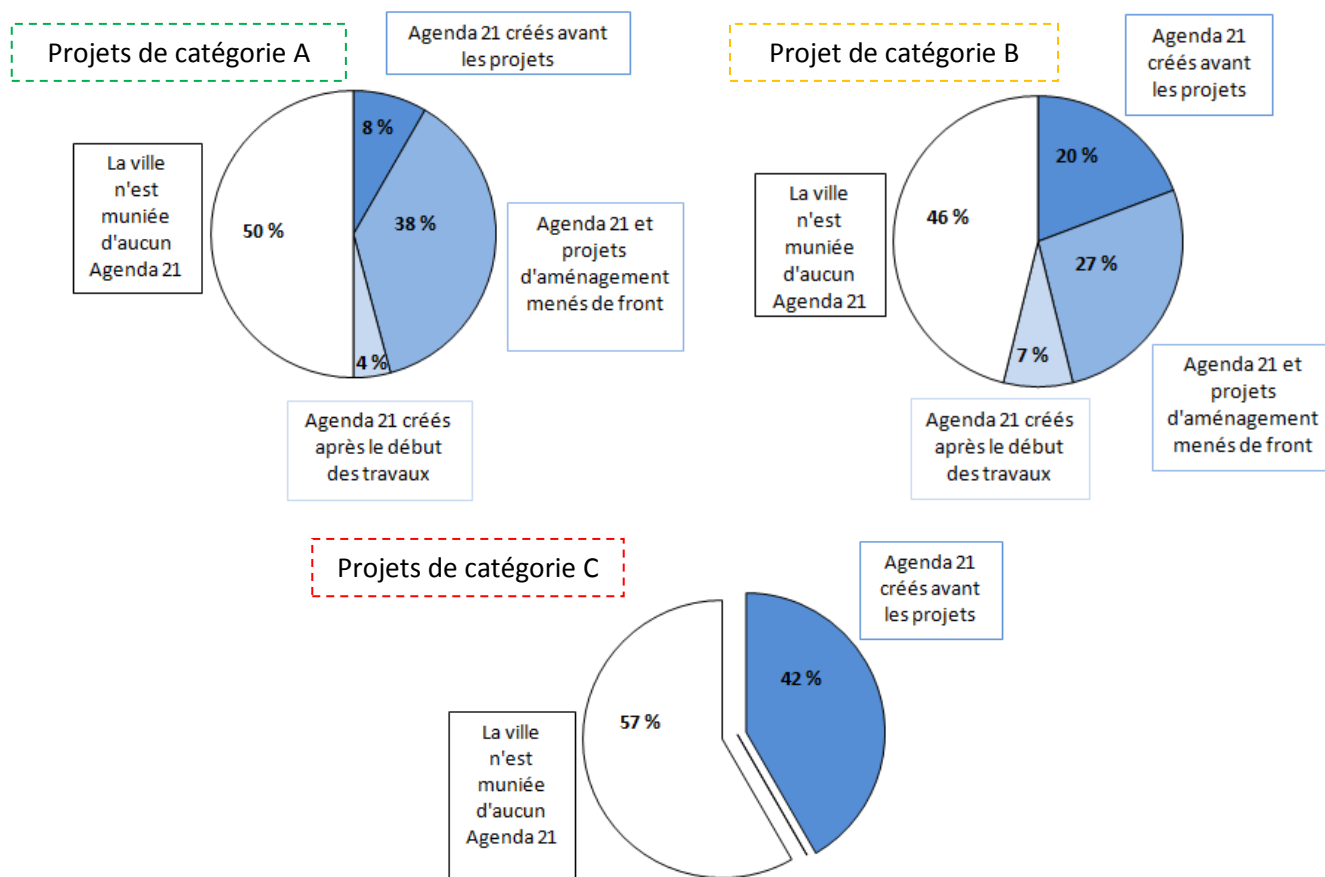 Projets de catégorie A
Agenda 21 créés avant
les projets
8 %
38 %
4 %
50 %
La ville
n'est
muniée
d'aucun
Agenda 21
Agenda 21 et
projets
d'aménagement
menés de front
Agenda 21 créés
après le début
des travaux
Projet de catégorie B
Agenda 21
créés avant
les projets
20 %
27 %
7 %
46 %
La ville
n'est
muniée
d'aucun
Agenda 21
Agenda 21 et
projets
d'aménagement
menés de front
Agenda 21 créés
après le début
des travaux
Projets de catégorie C
Agenda 21
créés avant
les projets
42 %
57 %
La ville
n'est
muniée
d'aucun
Agenda 21